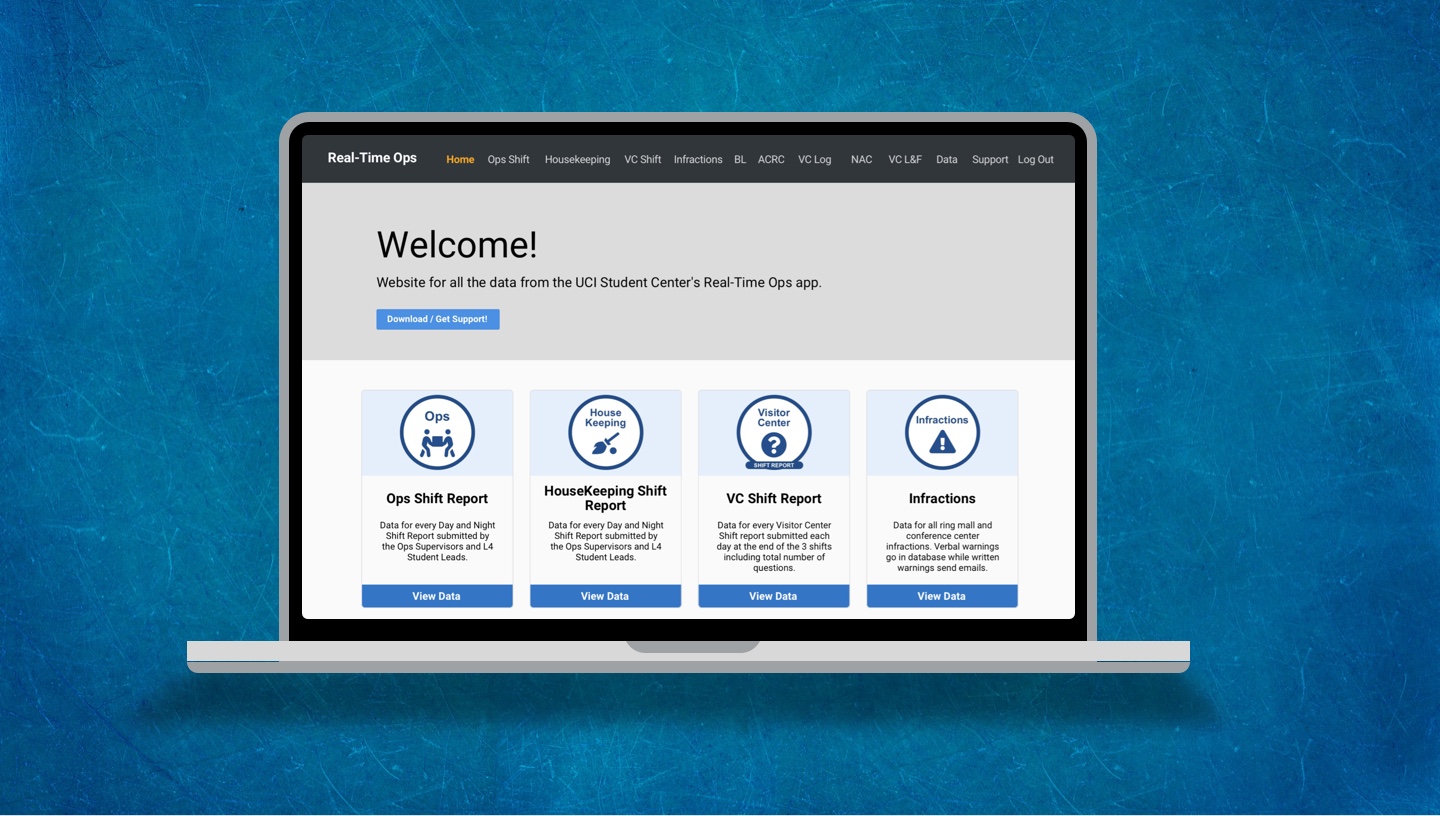 Real-Time Ops Home Ops Shift Housekeeping VC Shift Infractions BL ACRC VC Log NAC VC L&F Data Support Log Out
Welcome!
Website for all the data from the UCI Student Center's Real-Time Ops app.
Download / Get Support!
Ops
Ops Shift Report
Data for every Day and Night
Shift Report submitted by
the Ops Supervisors and L4
Student Leads.
View Data
House
Keeping
HouseKeeping Shift
Report
Data for every Day and Night
Shift Report submitted by
the Ops Supervisors and L4
Student Leads.
View Data
Visitor
Center
?
SHIFT REPORT
VC Shift Report
Data for every Visitor Center
Shift report submitted each
day at the end of the 3 shifts
including total number of
questions.
View Data
Infractions
!
Infractions
Data for all ring mall and
conference center
infractions. Verbal warnings
go in database while written
warnings send emails.
View Data